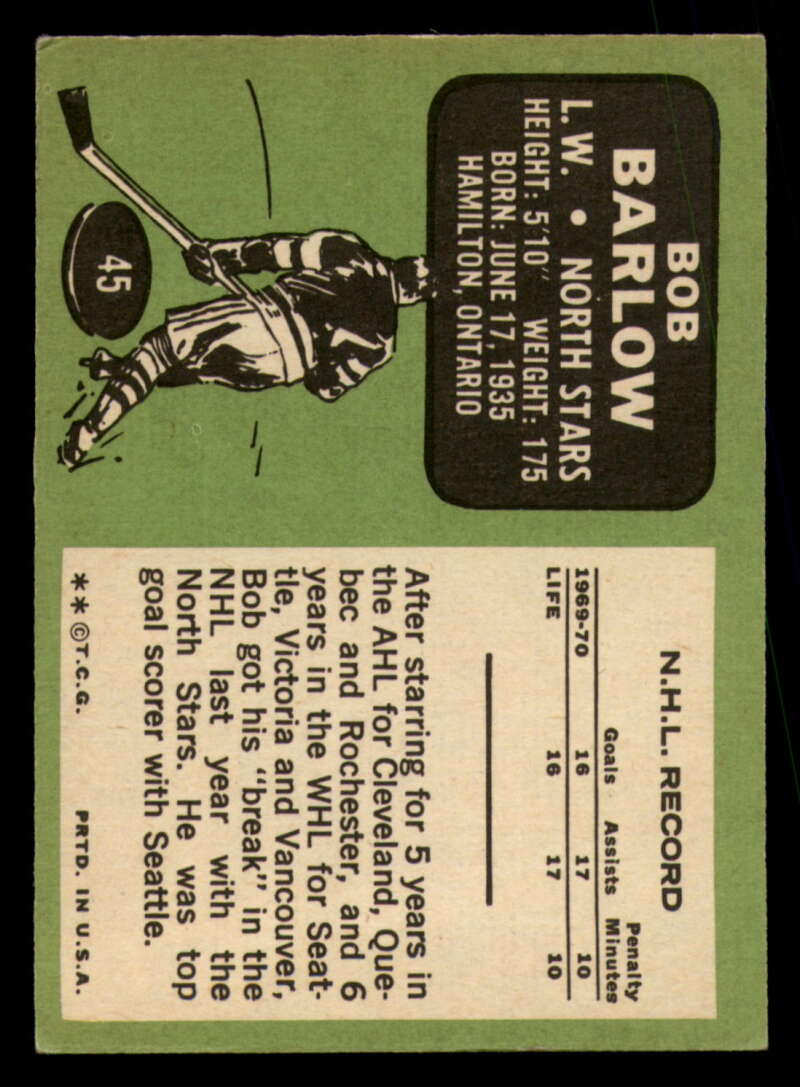 BOB
BARLOW
L.W. • NORTH STARS
HEIGHT: 5'10" WEIGHT: 175
BORN: JUNE 17, 1935
HAMILTON, ONTARIO
45
N.H.L. RECORD
Goals Assists Penalty Minutes
1969-70 16 17 10
LIFE 16 17 10
After starring for 5 years in
the AHL for Cleveland, Que-
bec and Rochester, and 6
years in the WHL for Seat-
tle, Victoria and Vancouver,
Bob got his "break" in the
NHL last year with the
North Stars. He was top
goal scorer with Seattle.
**©T.C.G. PRTD. IN U.S.A.